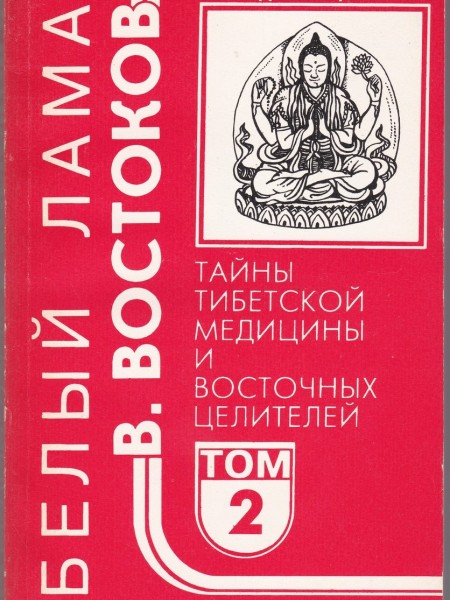 БЕЛЫЙ ЛАМА
В. ВОСТОКОВ
ТАЙНЫ
ТИБЕТСКОЙ
МЕДИЦИНЫ
И
ВОСТОЧНЫХ
ЦЕЛИТЕЛЕЙ
ТОМ
2